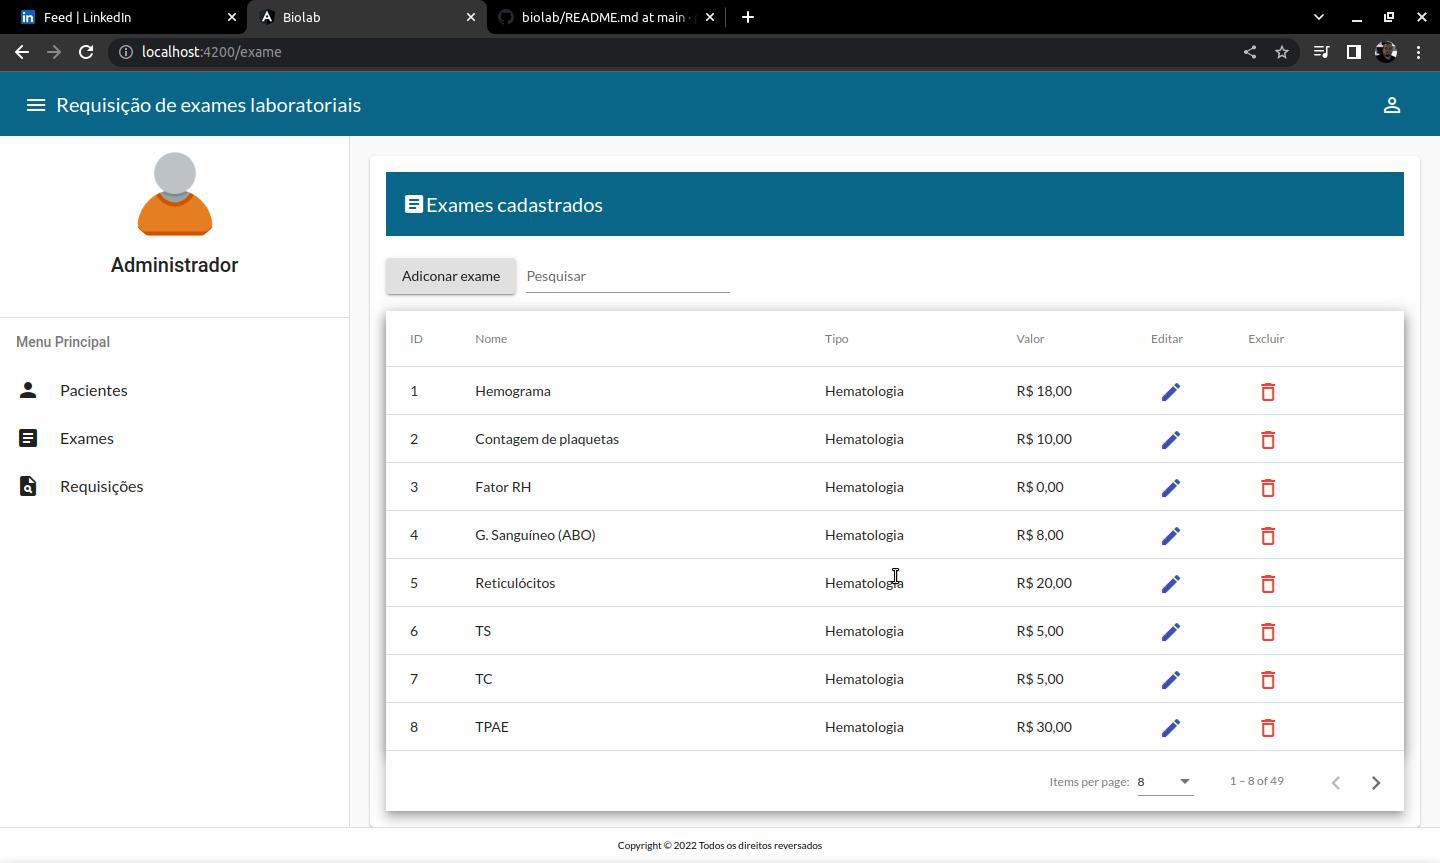 Feed | LinkedIn
Biolab
biolab/README.md at main ·
localhost:4200/exame
Requisição de exames laboratoriais
Administrador
Menu Principal
Pacientes
Exames
Requisições
Exames cadastrados
Adiconar exame
Pesquisar
ID Nome Tipo Valor Editar Excluir
1 Hemograma Hematologia R$ 18,00
2 Contagem de plaquetas Hematologia R$ 10,00
3 Fator RH Hematologia R$ 0,00
4 G. Sanguíneo (ABO) Hematologia R$ 8,00
5 Reticulócitos Hematologia R$ 20,00
6 TS Hematologia R$ 5,00
7 TC Hematologia R$ 5,00
8 TPAE Hematologia R$ 30,00
Items per page: 8 1 – 8 of 49
Copyright © 2022 Todos os direitos reversados